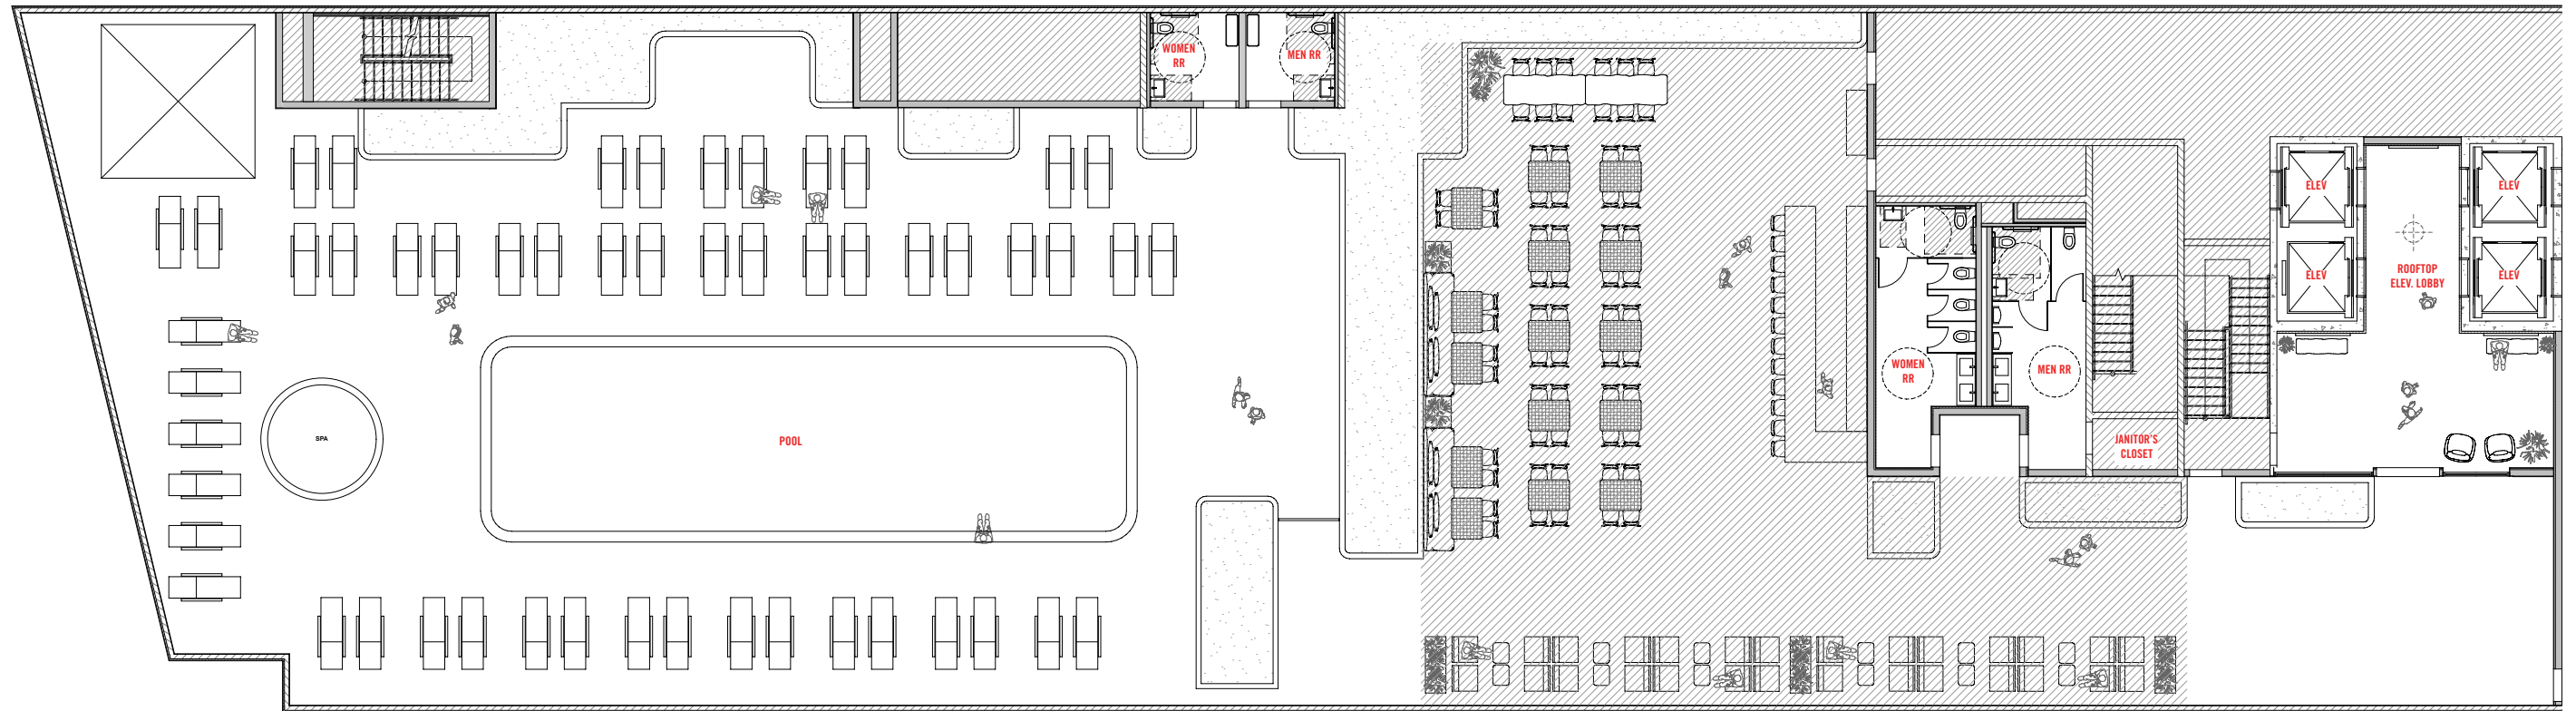 WOMEN
RR
MEN RR
ELEV
ELEV
ELEV
ELEV
ROOFTOP
ELEV. LOBBY
WOMEN
RR
MEN RR
SPA
POOL
JANITOR'S
CLOSET